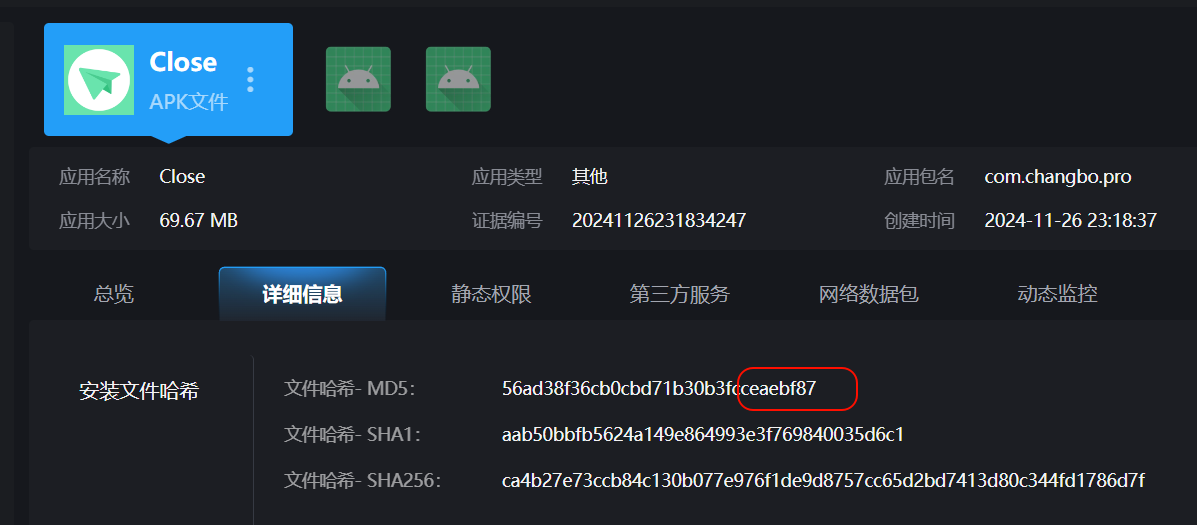 Close
APK文件
应用名称 Close 应用类型 其他 应用包名 com.changbo.pro
应用大小 69.67 MB 证据编号 20241126231834247 创建时间 2024-11-26 23:18:37
总览 详细信息 静态权限 第三方服务 网络数据包 动态监控
安装文件哈希 文件哈希- MD5: 56ad38f36cb0cbd71b30b3fcceaebf87
文件哈希- SHA1: aab50bbfb5624a149e864993e3f769840035d6c1
文件哈希- SHA256: ca4b27e73ccb84c130b077e976f1de9d8757cc65d2bd7413d80c344fd1786d7f